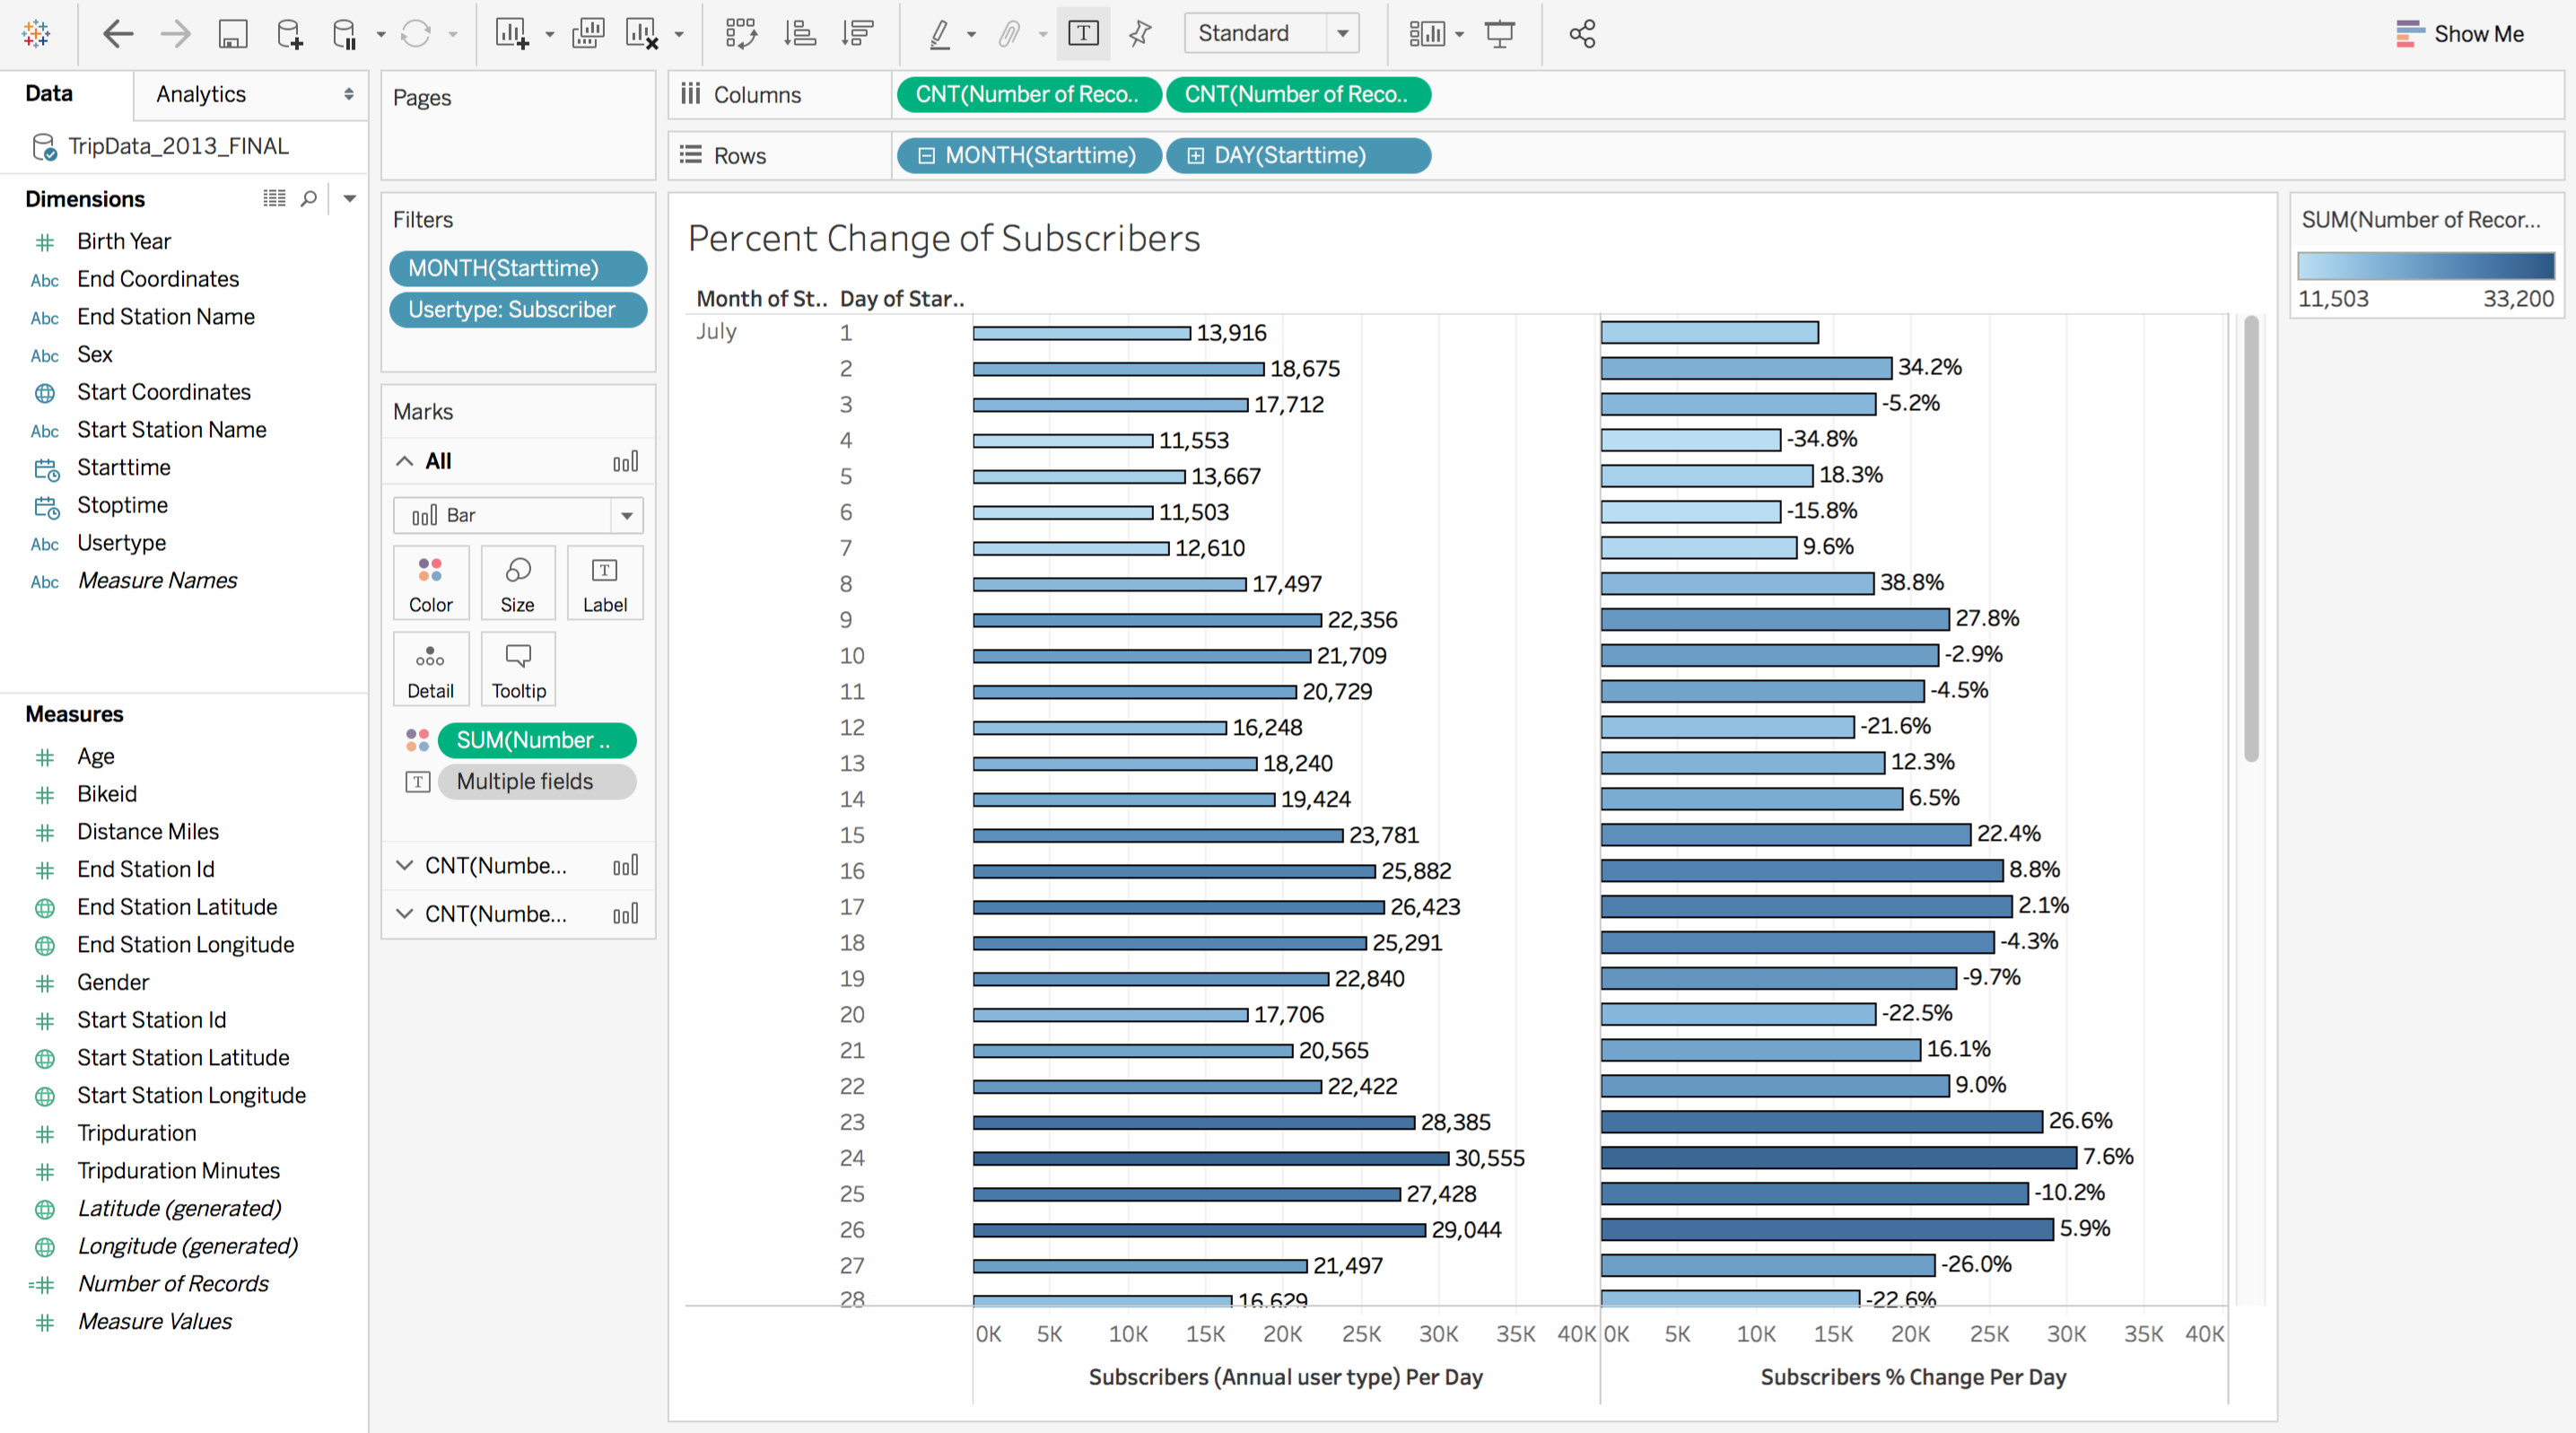 Standard
Show Me
Data
Analytics
TripData_2013_FINAL
Dimensions
Birth Year
Abc End Coordinates
Abc End Station Name
Abc Sex
Start Coordinates
Abc Start Station Name
Starttime
Stoptime
Abc Usertype
Abc Measure Names
Measures
Age
Bikeid
Distance Miles
End Station Id
End Station Latitude
End Station Longitude
Gender
Start Station Id
Start Station Latitude
Start Station Longitude
Tripduration
Tripduration Minutes
Latitude (generated)
Longitude (generated)
Number of Records
Measure Values
Pages
Filters
MONTH(Starttime)
Usertype: Subscriber
Marks
All
Bar
Color Size T Label
Detail Tooltip
SUM(Number ..
T Multiple fields
CNT(Numbe...
CNT(Numbe...
Columns CNT(Number of Reco.. CNT(Number of Reco..
Rows MONTH(Starttime) DAY(Starttime)
Percent Change of Subscribers
Month of St.. Day of Star..
July 1 13,916
2 18,675 34.2%
3 17,712 -5.2%
4 11,553 -34.8%
5 13,667 18.3%
6 11,503 -15.8%
7 12,610 9.6%
8 17,497 38.8%
9 22,356 27.8%
10 21,709 -2.9%
11 20,729 -4.5%
12 16,248 -21.6%
13 18,240 12.3%
14 19,424 6.5%
15 23,781 22.4%
16 25,882 8.8%
17 26,423 2.1%
18 25,291 -4.3%
19 22,840 -9.7%
20 17,706 -22.5%
21 20,565 16.1%
22 22,422 9.0%
23 28,385 26.6%
24 30,555 7.6%
25 27,428 -10.2%
26 29,044 5.9%
27 21,497 -26.0%
28 16,629 -22.6%
0K 5K 10K 15K 20K 25K 30K 35K 40K 0K 5K 10K 15K 20K 25K 30K 35K 40K
Subscribers (Annual user type) Per Day Subscribers % Change Per Day
SUM(Number of Recor...
11,503 33,200